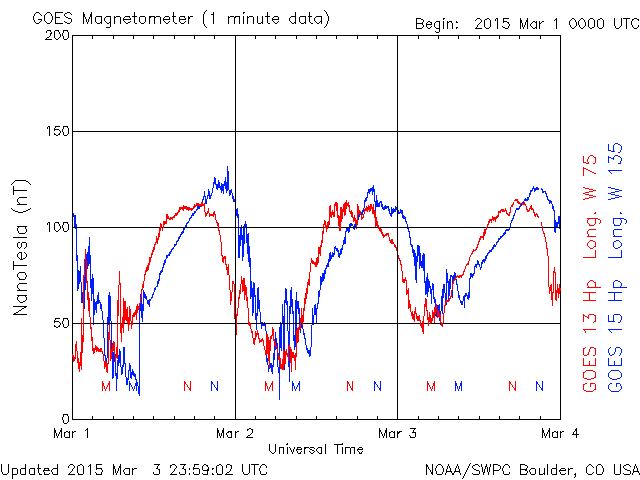 GOES Magnetometer (1 minute data)
Begin: 2015 Mar 1 0000 UTC
200
150
100
50
0
NanoTesla (nT)
M M N N M M N N M M N N
Mar 1 Mar 2 Mar 3 Mar 4
Universal Time
GOES 13 Hp Long. W 75
GOES 15 Hp Long. W 135
Updated 2015 Mar 3 23:59:02 UTC
NOAA/SWPC Boulder, CO USA